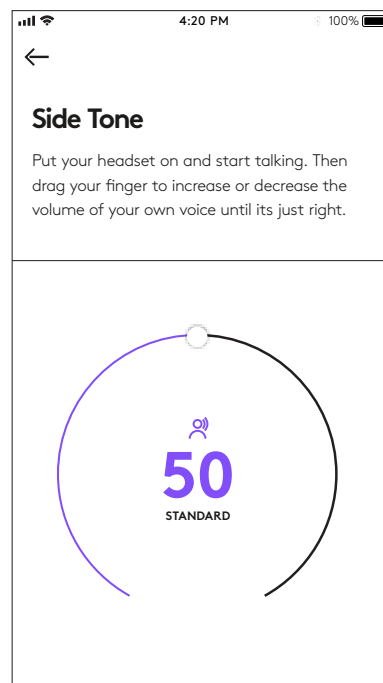 4:20 PM
100%
Side Tone
Put your headset on and start talking. Then
drag your finger to increase or decrease the
volume of your own voice until its just right.
50
STANDARD